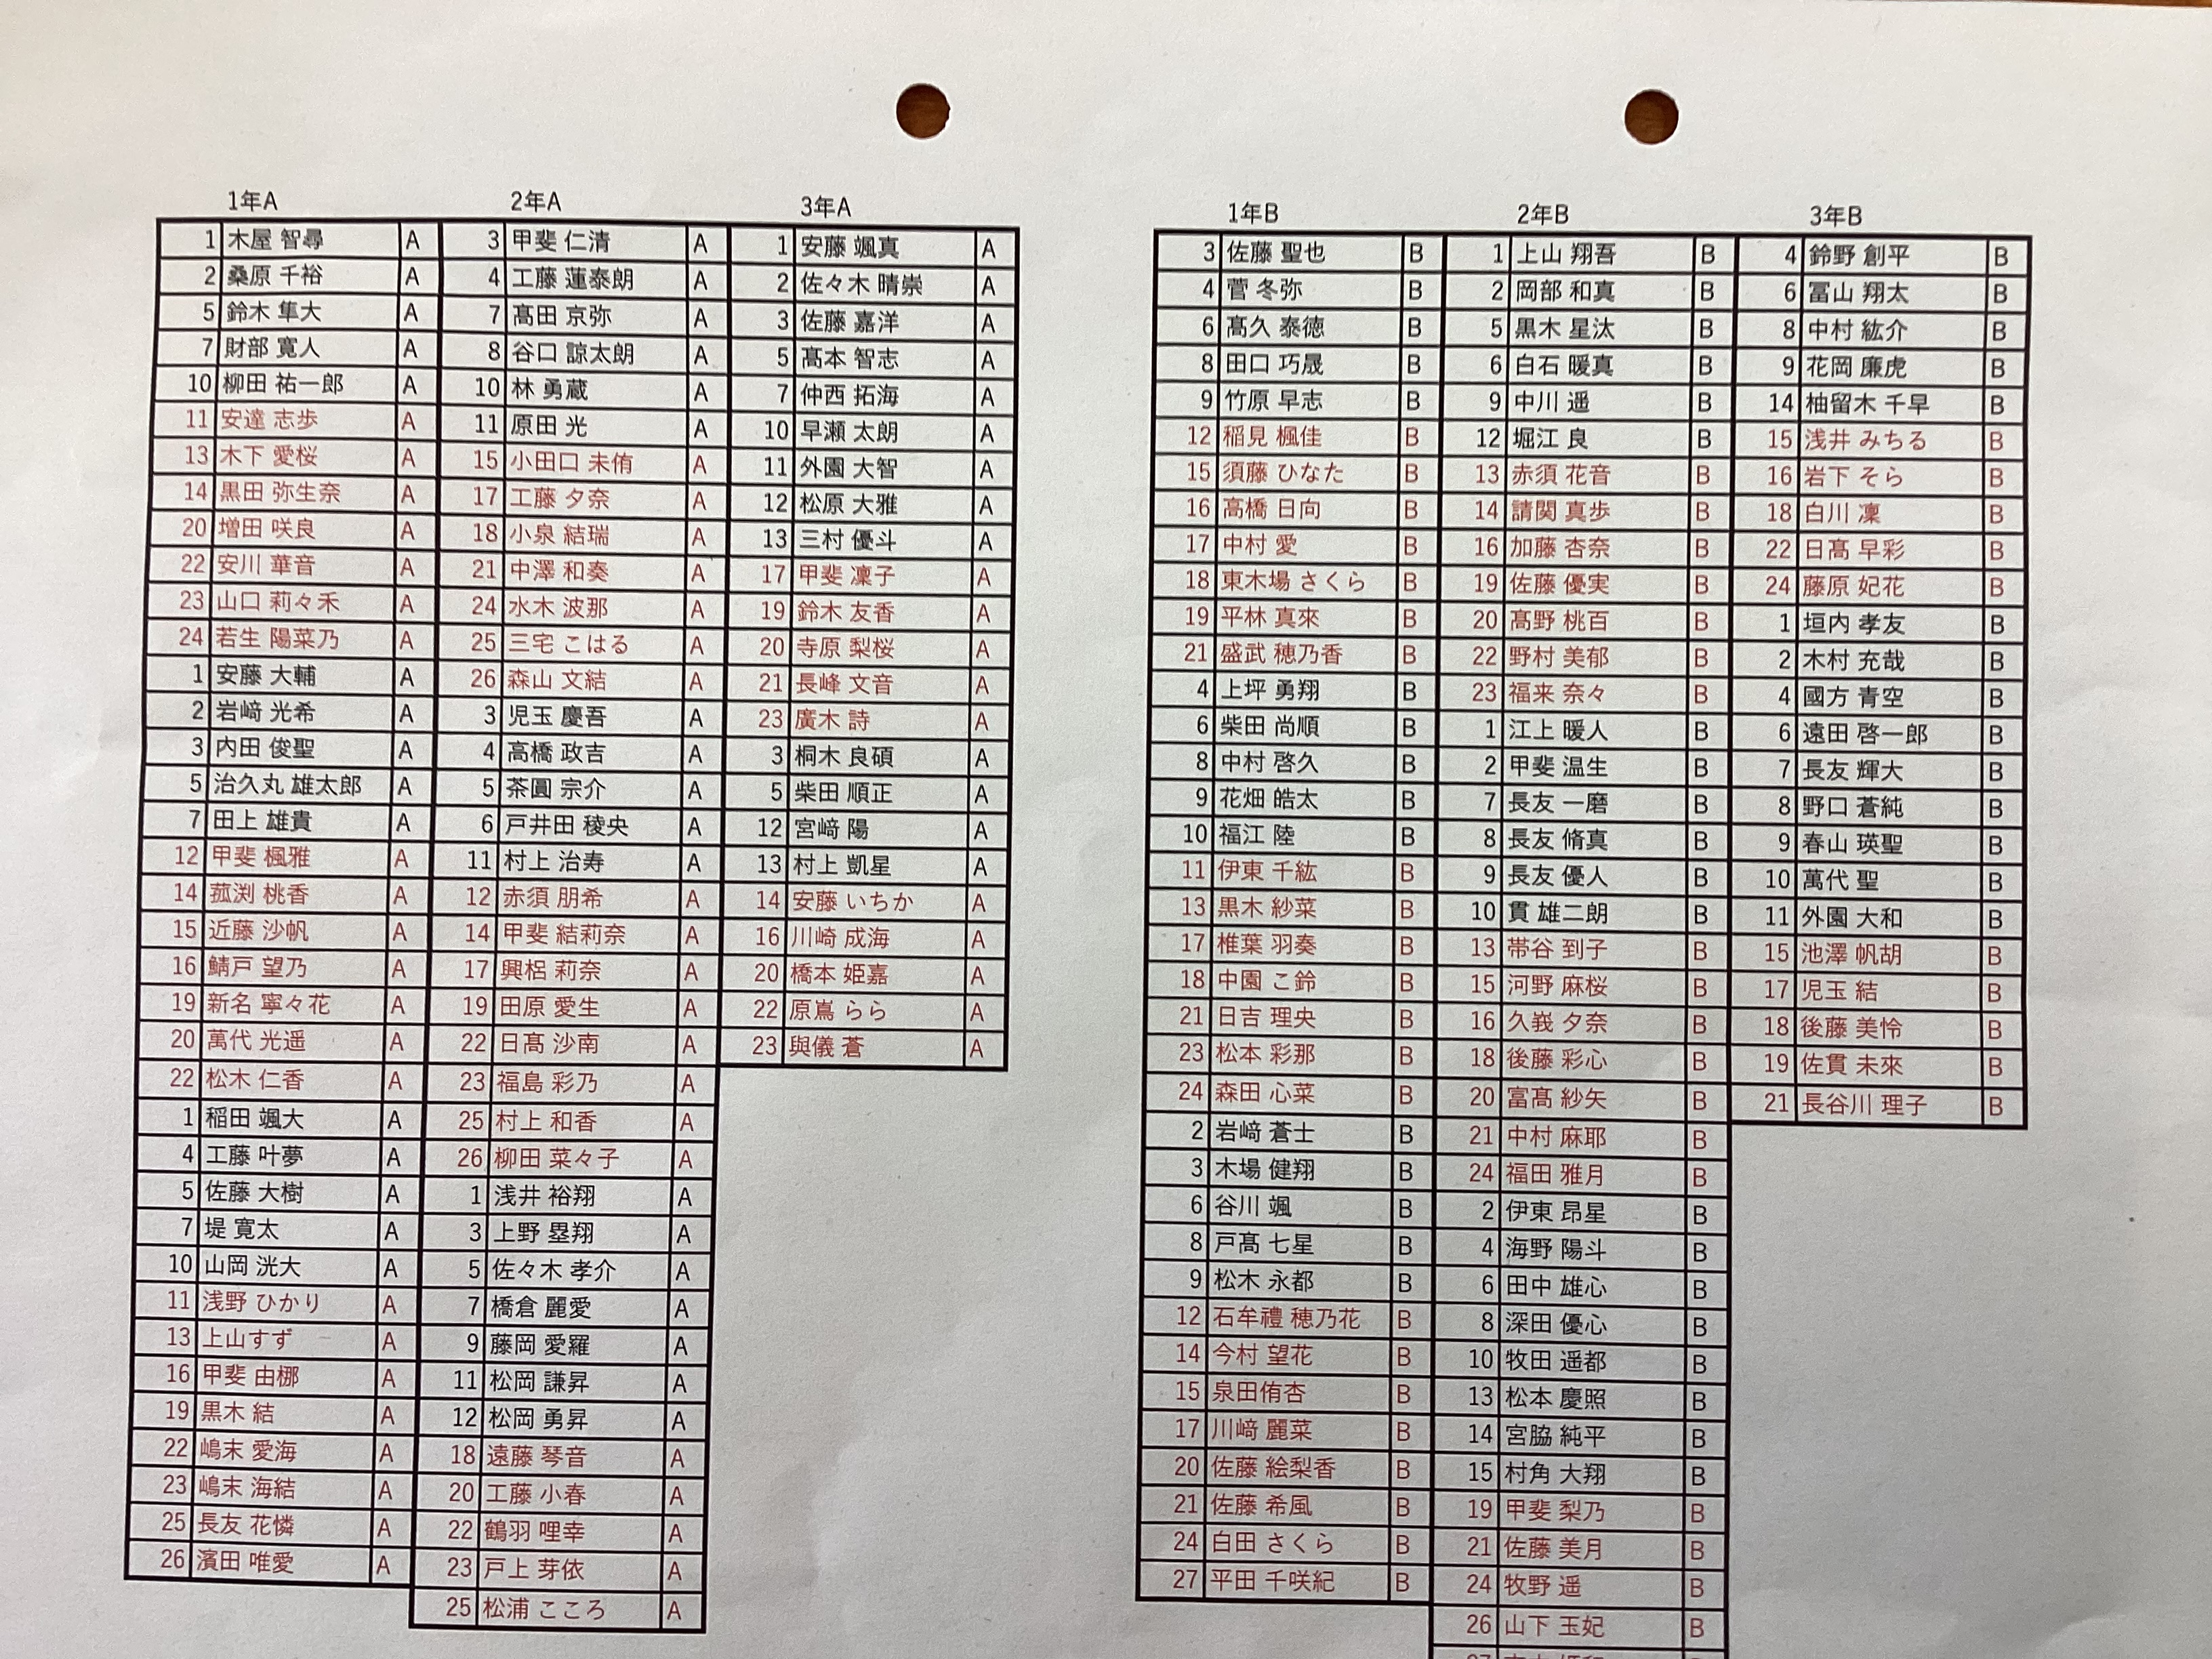 1年A
1 木屋 智尋 A
2 桑原 千裕 A
5 鈴木 隼大 A
7 財部 寛人 A
10 柳田 祐一郎 A
11 安達 志歩 A
13 木下 愛桜 A
14 黒田 弥生奈 A
20 増田 咲良 A
22 安川 華音 A
23 山口 莉々禾 A
24 若生 陽菜乃 A
1 安藤 大輔 A
2 岩﨑 光希 A
3 内田 俊聖 A
5 治久丸 雄太郎 A
7 田上 雄貴 A
12 甲斐 楓雅 A
14 菰渕 桃香 A
15 近藤 沙帆 A
16 鯖戸 望乃 A
19 新名 寧々花 A
20 萬代 光遥 A
22 松木 仁香 A
1 稲田 颯大 A
4 工藤 叶夢 A
5 佐藤 大樹 A
7 堤 寛太 A
10 山岡 洸大 A
11 浅野 ひかり A
13 上山 すず A
16 甲斐 由梛 A
19 黒木 結 A
22 嶋末 愛海 A
23 嶋末 海結 A
25 長友 花憐 A
26 濱田 唯愛 A
2年A
3 甲斐 仁清 A
4 工藤 蓮泰朗 A
7 髙田 京弥 A
8 谷口 諒太朗 A
10 林 勇蔵 A
11 原田 光 A
15 小田口 未侑 A
17 工藤 夕奈 A
18 小泉 結瑞 A
21 中澤 和奏 A
24 水木 波那 A
25 三宅 こはる A
26 森山 文結 A
3 児玉 慶吾 A
4 高橋 政吉 A
5 茶圓 宗介 A
6 戸井田 稜央 A
11 村上 治寿 A
12 赤須 朋希 A
14 甲斐 結莉奈 A
17 興梠 莉奈 A
19 田原 愛生 A
22 日髙 沙南 A
23 福島 彩乃 A
25 村上 和香 A
26 柳田 菜々子 A
1 浅井 裕翔 A
3 上野 塁翔 A
5 佐々木 孝介 A
7 橋倉 麗愛 A
9 藤岡 愛羅 A
11 松岡 謙昇 A
12 松岡 勇昇 A
18 遠藤 琴音 A
20 工藤 小春 A
22 鶴羽 哩幸 A
23 戸上 芽依 A
25 松浦 こころ A
3年A
1 安藤 颯真 A
2 佐々木 晴崇 A
3 佐藤 嘉洋 A
5 髙本 智志 A
7 仲西 拓海 A
10 早瀬 太朗 A
11 外園 大智 A
12 松原 大雅 A
13 三村 優斗 A
17 甲斐 凜子 A
19 鈴木 友香 A
20 寺原 梨桜 A
21 長峰 文音 A
23 廣木 詩 A
3 桐木 良碩 A
5 柴田 順正 A
12 宮﨑 陽 A
13 村上 凱星 A
14 安藤 いちか A
16 川崎 成海 A
20 橋本 姫嘉 A
22 原嶌 らら A
23 與儀 蒼 A
1年B
3 佐藤 聖也 B
4 菅 冬弥 B
6 髙久 泰徳 B
8 田口 巧晟 B
9 竹原 早志 B
12 稲見 楓佳 B
15 須藤 ひなた B
16 高橋 日向 B
17 中村 愛 B
18 東木場 さくら B
19 平林 真來 B
21 盛武 穂乃香 B
4 上坪 勇翔 B
6 柴田 尚順 B
8 中村 啓久 B
9 花畑 皓太 B
10 福江 陸 B
11 伊東 千紘 B
13 黒木 紗菜 B
17 椎葉 羽奏 B
18 中園 こ鈴 B
21 日吉 理央 B
23 松本 彩那 B
24 森田 心菜 B
2 岩﨑 蒼士 B
3 木場 健翔 B
6 谷川 颯 B
8 戸髙 七星 B
9 松木 永都 B
12 石牟禮 穂乃花 B
14 今村 望花 B
15 泉田 侑杏 B
17 川﨑 麗菜 B
20 佐藤 絵梨香 B
21 佐藤 希風 B
24 白田 さくら B
27 平田 千咲紀 B
2年B
1 上山 翔吾 B
2 岡部 和真 B
5 黒木 星汰 B
6 白石 暖真 B
9 中川 遥 B
12 堀江 良 B
13 赤須 花音 B
14 請関 真歩 B
16 加藤 杏奈 B
19 佐藤 優実 B
20 高野 桃百 B
22 野村 美郁 B
23 福来 奈々 B
1 江上 暖人 B
2 甲斐 温生 B
7 長友 一磨 B
8 長友 脩真 B
9 長友 優人 B
10 貫 雄二朗 B
13 帯谷 到子 B
15 河野 麻桜 B
16 久峩 夕奈 B
18 後藤 彩心 B
20 富髙 紗矢 B
21 中村 麻耶 B
24 福田 雅月 B
2 伊東 昂星 B
4 海野 陽斗 B
6 田中 雄心 B
8 深田 優心 B
10 牧田 遥都 B
13 松本 慶照 B
14 宮脇 純平 B
15 村角 大翔 B
19 甲斐 梨乃 B
21 佐藤 美月 B
24 牧野 遥 B
26 山下 玉妃 B
3年B
4 鈴野 創平 B
6 冨山 翔太 B
8 中村 紘介 B
9 花岡 廉虎 B
14 柚留木 千早 B
15 浅井 みちる B
16 岩下 そら B
18 白川 凜 B
22 日髙 早彩 B
24 藤原 妃花 B
1 垣内 孝友 B
2 木村 充哉 B
4 國方 青空 B
6 遠田 啓一郎 B
7 長友 輝大 B
8 野口 蒼純 B
9 春山 瑛聖 B
10 萬代 聖 B
11 外園 大和 B
15 池澤 帆胡 B
17 児玉 結 B
18 後藤 美怜 B
19 佐貫 未來 B
21 長谷川 理子 B